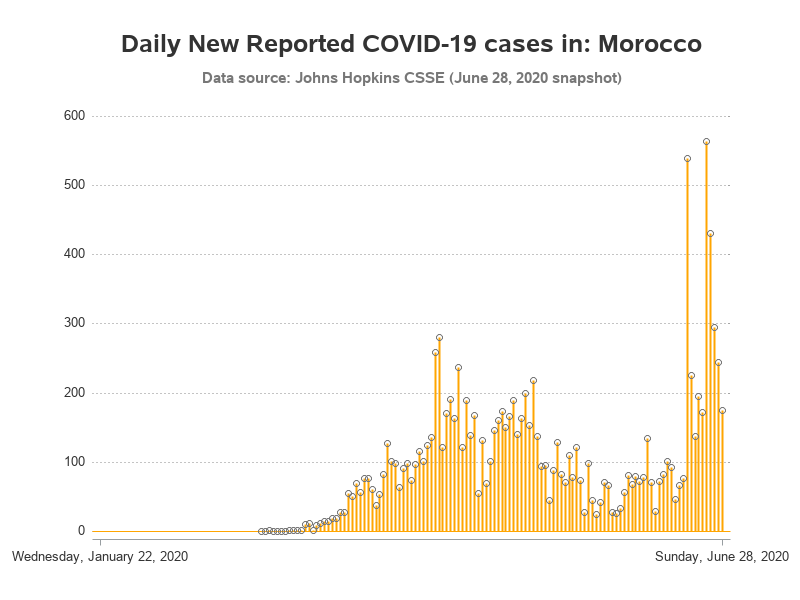 Daily New Reported COVID-19 cases in: Morocco
Data source: Johns Hopkins CSSE (June 28, 2020 snapshot)
600
500
400
300
200
100
0
Wednesday, January 22, 2020
Sunday, June 28, 2020